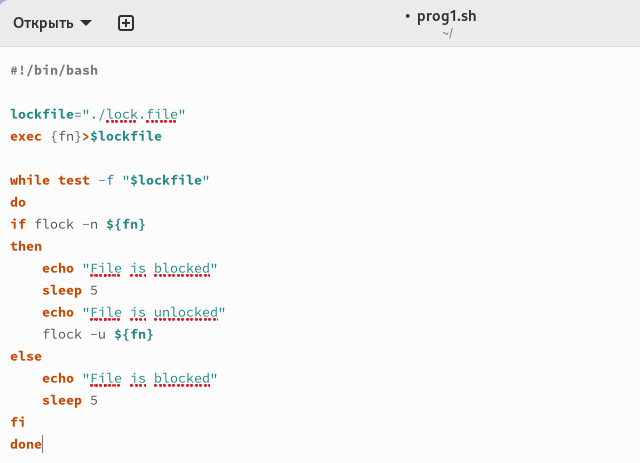 Открыть
• prog1.sh
~/
#!/bin/bash

lockfile="./lock.file"
exec {fn}>$lockfile

while test -f "$lockfile"
do
if flock -n ${fn}
then
    echo "File is blocked"
    sleep 5
    echo "File is unlocked"
    flock -u ${fn}
else
    echo "File is blocked"
    sleep 5
fi
done